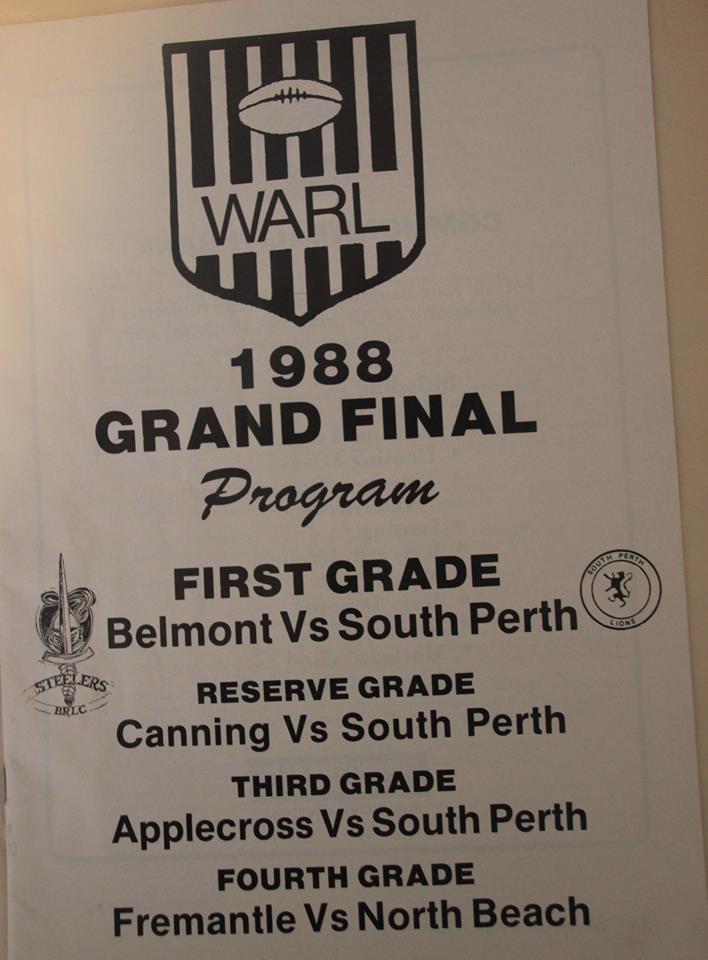 WARL
1988
GRAND FINAL
Program
FIRST GRADE
Belmont Vs South Perth
STEELERS
BRLC
SOUTH PERTH
LIONS
RESERVE GRADE
Canning Vs South Perth
THIRD GRADE
Applecross Vs South Perth
FOURTH GRADE
Fremantle Vs North Beach